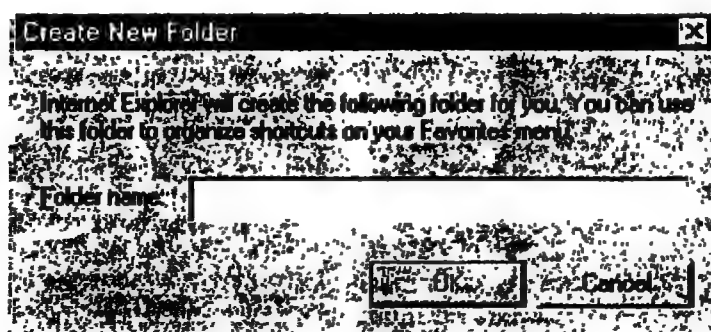 Create New Folder
Internet Explorer will create the following folder for you. You can use
this folder to organize shortcuts on your Favorites menu.
Folder name:
OK
Cancel